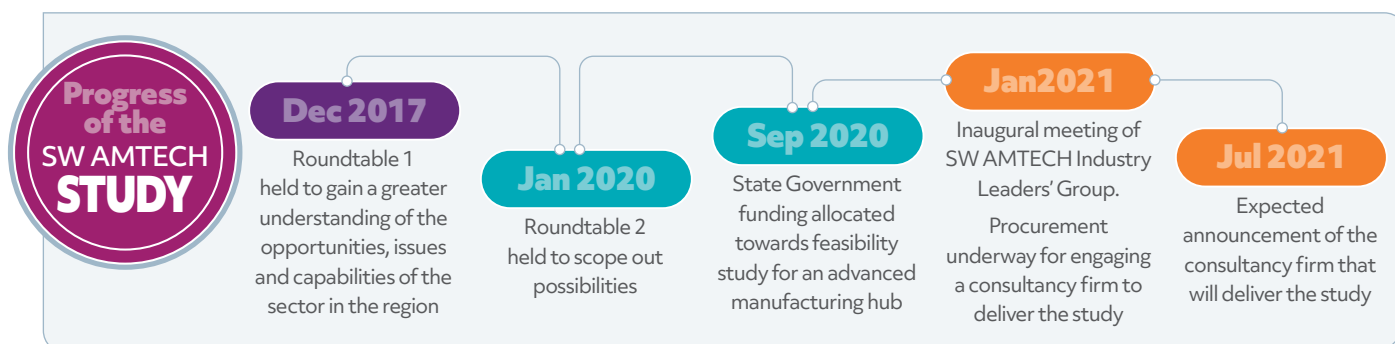 Progress
of the
SW AMTECH
STUDY
Dec 2017
Roundtable 1
held to gain a greater
understanding of the
opportunities, issues
and capabilities of the
sector in the region
Jan 2020
Roundtable 2
held to scope out
possibilities
Sep 2020
State Government
funding allocated
towards feasibility
study for an advanced
manufacturing hub
Jan2021
Inaugural meeting of
SW AMTECH Industry
Leaders' Group.
Procurement
underway for engaging
a consultancy firm to
deliver the study
Jul 2021
Expected
announcement of the
consultancy firm that
will deliver the study